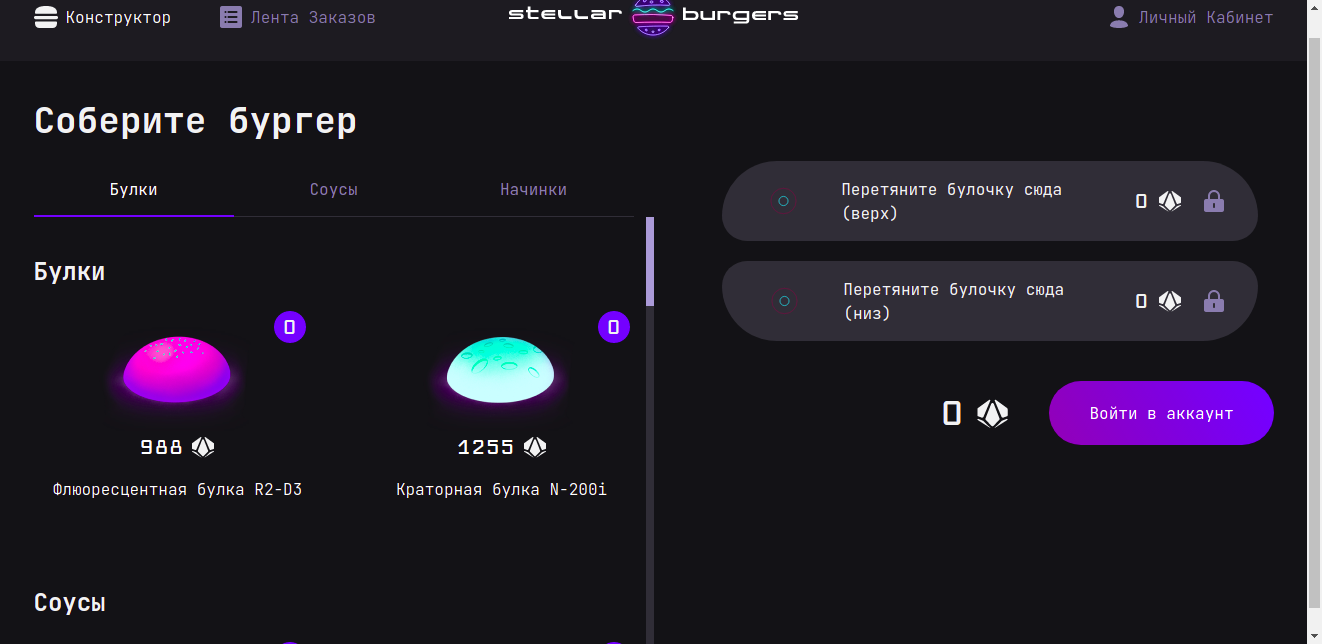 Конструктор
Лента Заказов
stellar burgers
Личный Кабинет
Соберите бургер
Булки
Соусы
Начинки
Булки
0
0
988
1255
Флюоресцентная булка R2-D3
Краторная булка N-200i
Соусы
Перетяните булочку сюда
(верх)
0
Перетяните булочку сюда
(низ)
0
0
Войти в аккаунт